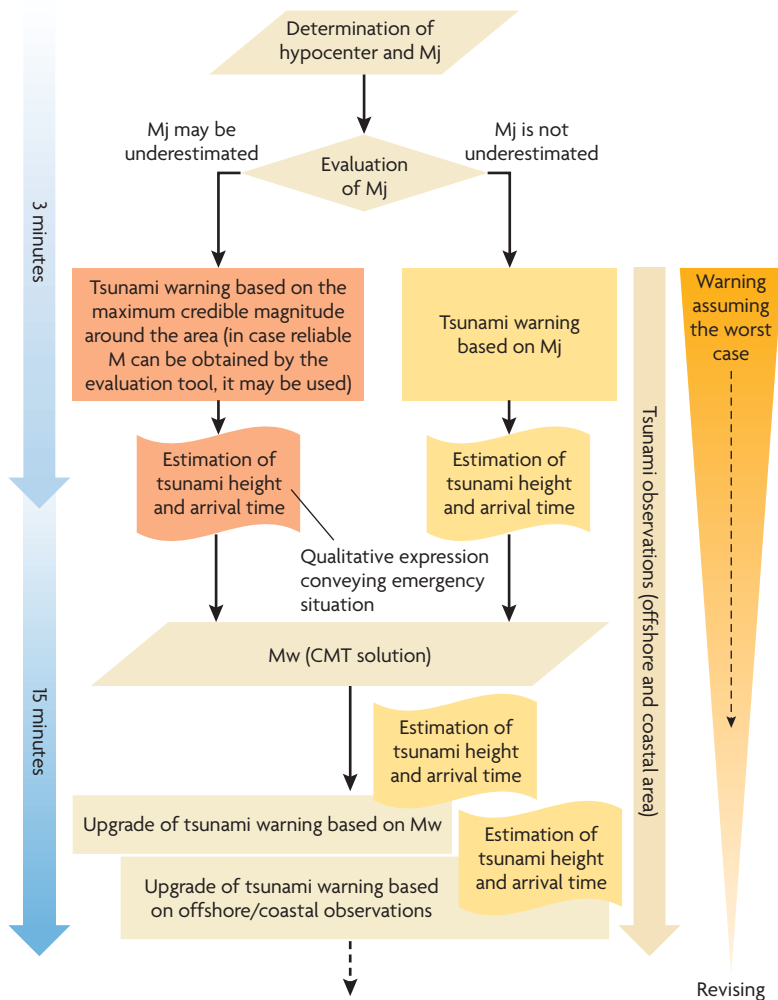 Determination of
hypocenter and Mj
Mj may be
underestimated
Mj is not
underestimated
Evaluation
of Mj
3 minutes
Tsunami warning based on the
maximum credible magnitude
around the area (in case reliable
M can be obtained by the
evaluation tool, it may be used)
Tsunami warning
based on Mj
Warning
assuming
the worst
case
Estimation of
tsunami height
and arrival time
Estimation of
tsunami height
and arrival time
Qualitative expression
conveying emergency
situation
Tsunami observations (offshore and coastal area)
Mw (CMT solution)
15 minutes
Estimation of
tsunami height
and arrival time
Upgrade of tsunami warning based on Mw
Estimation of
tsunami height
and arrival time
Upgrade of tsunami warning based
on offshore/coastal observations
Revising